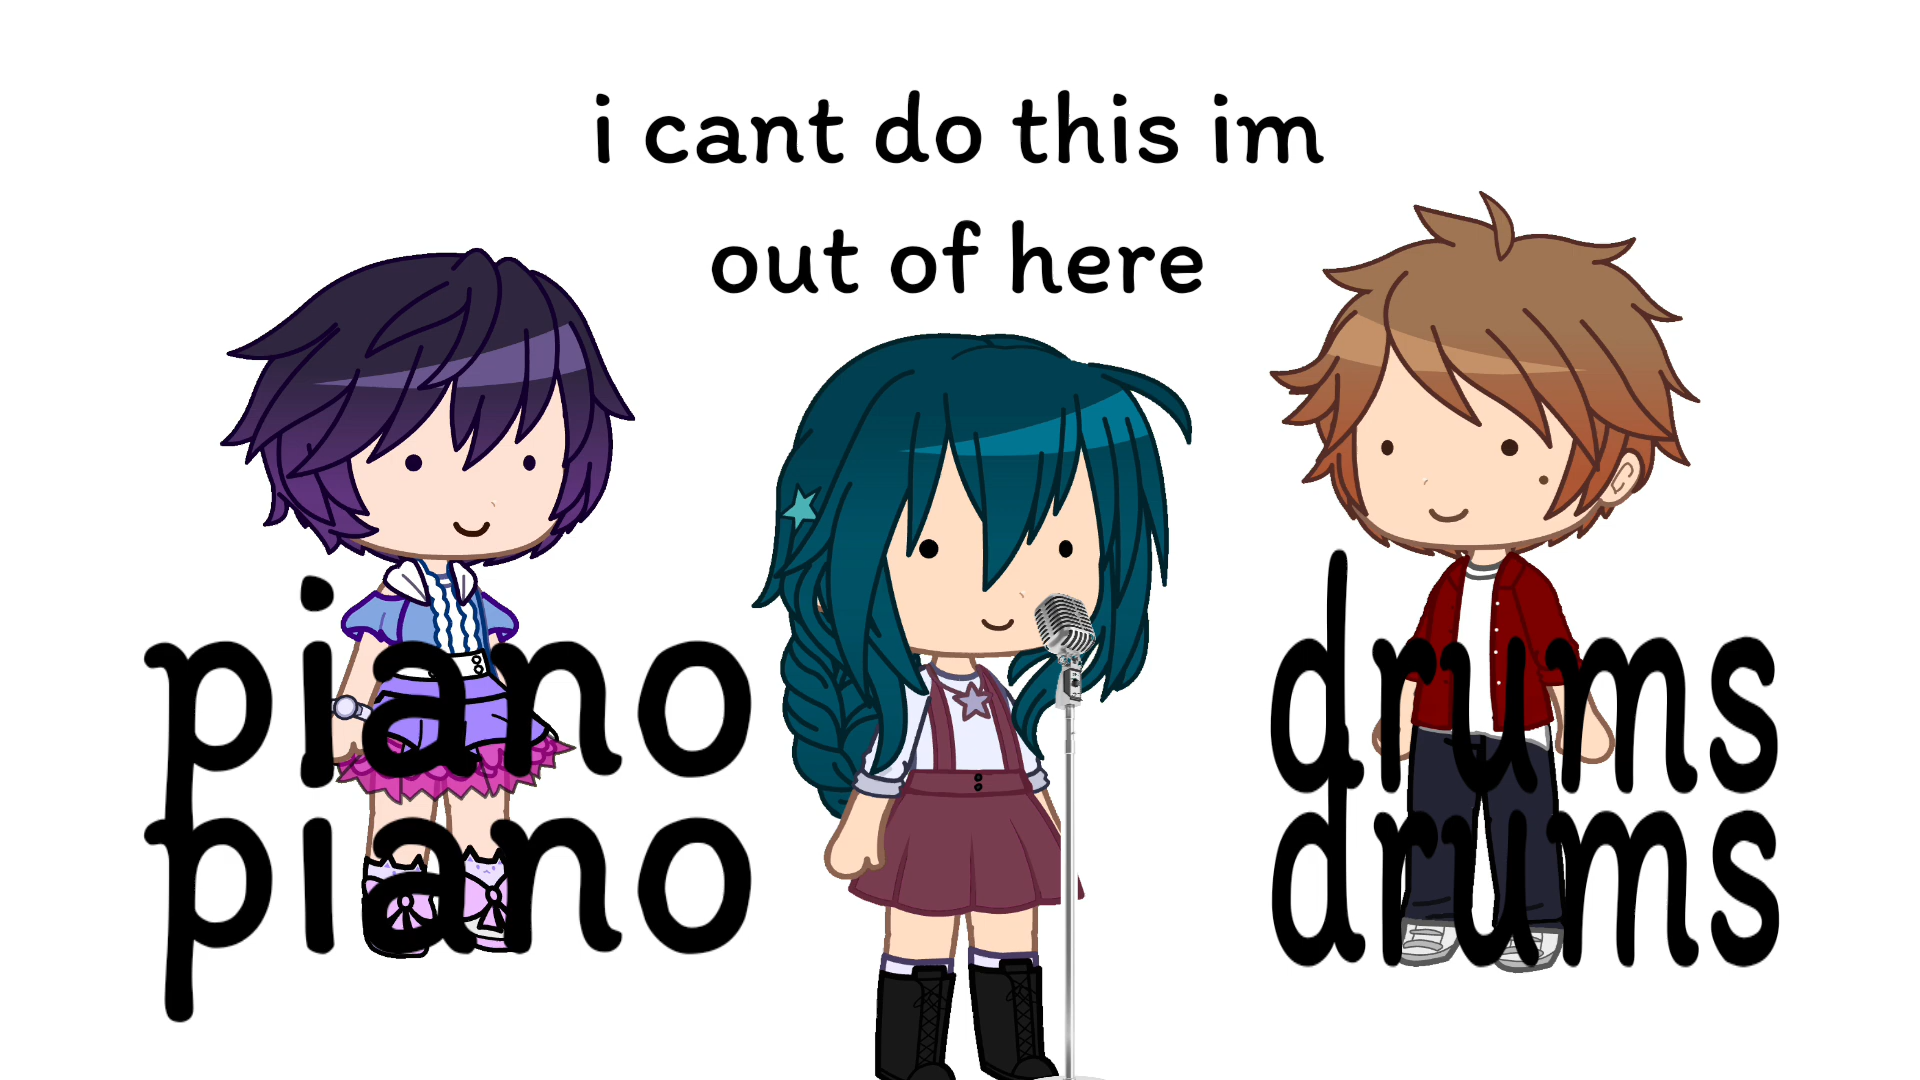 i cant do this im
out of here
piano
piano
drums
drums